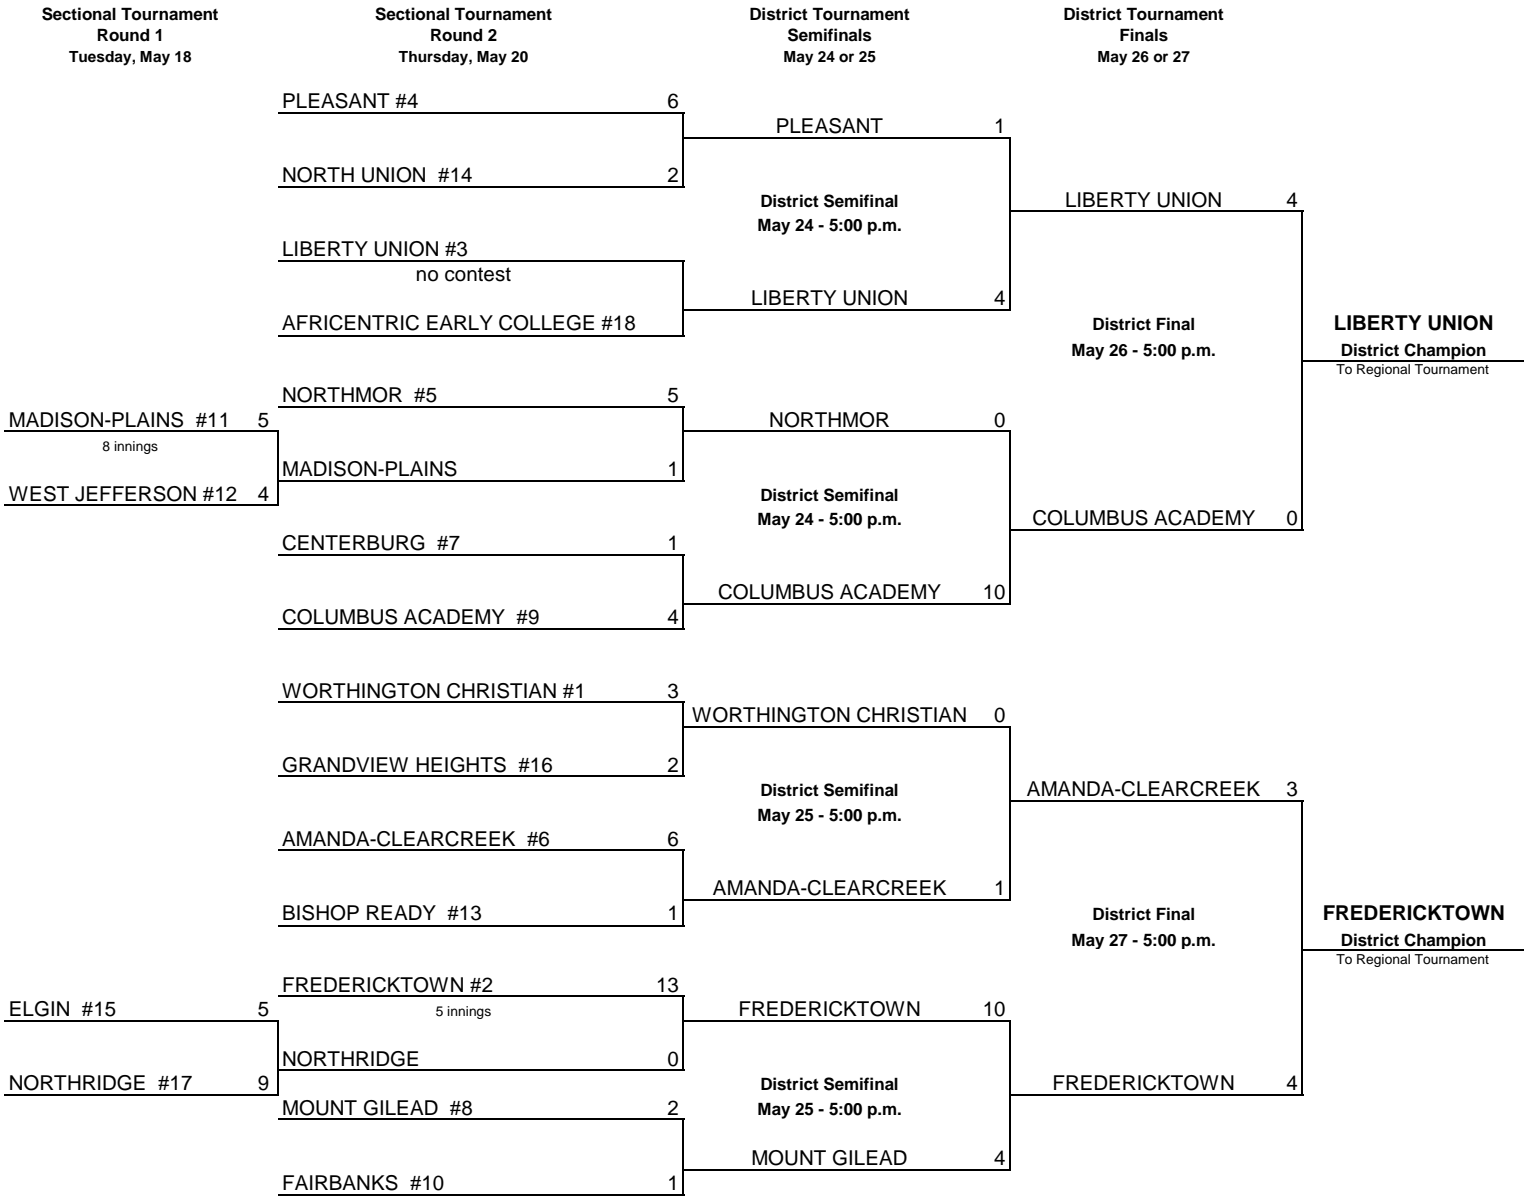 Sectional Tournament
Round 1
Tuesday, May 18
Sectional Tournament
Round 2
Thursday, May 20
District Tournament
Semifinals
May 24 or 25
District Tournament
Finals
May 26 or 27
PLEASANT #4 6
PLEASANT 1
NORTH UNION #14 2
District Semifinal
May 24 - 5:00 p.m.
LIBERTY UNION 4
LIBERTY UNION #3
no contest
LIBERTY UNION 4
AFRICENTRIC EARLY COLLEGE #18
District Final
May 26 - 5:00 p.m.
LIBERTY UNION
District Champion
To Regional Tournament
NORTHMOR #5 5
MADISON-PLAINS #11 5
8 innings
NORTHMOR 0
MADISON-PLAINS 1
WEST JEFFERSON #12 4
District Semifinal
May 24 - 5:00 p.m.
COLUMBUS ACADEMY 0
CENTERBURG #7 1
COLUMBUS ACADEMY 10
COLUMBUS ACADEMY #9 4
WORTHINGTON CHRISTIAN #1 3
WORTHINGTON CHRISTIAN 0
GRANDVIEW HEIGHTS #16 2
District Semifinal
May 25 - 5:00 p.m.
AMANDA-CLEARCREEK 3
AMANDA-CLEARCREEK #6 6
AMANDA-CLEARCREEK 1
BISHOP READY #13 1
District Final
May 27 - 5:00 p.m.
FREDERICKTOWN
District Champion
To Regional Tournament
FREDERICKTOWN #2 13
5 innings
ELGIN #15 5
FREDERICKTOWN 10
NORTHRIDGE 0
NORTHRIDGE #17 9
District Semifinal
May 25 - 5:00 p.m.
FREDERICKTOWN 4
MOUNT GILEAD #8 2
MOUNT GILEAD 4
FAIRBANKS #10 1